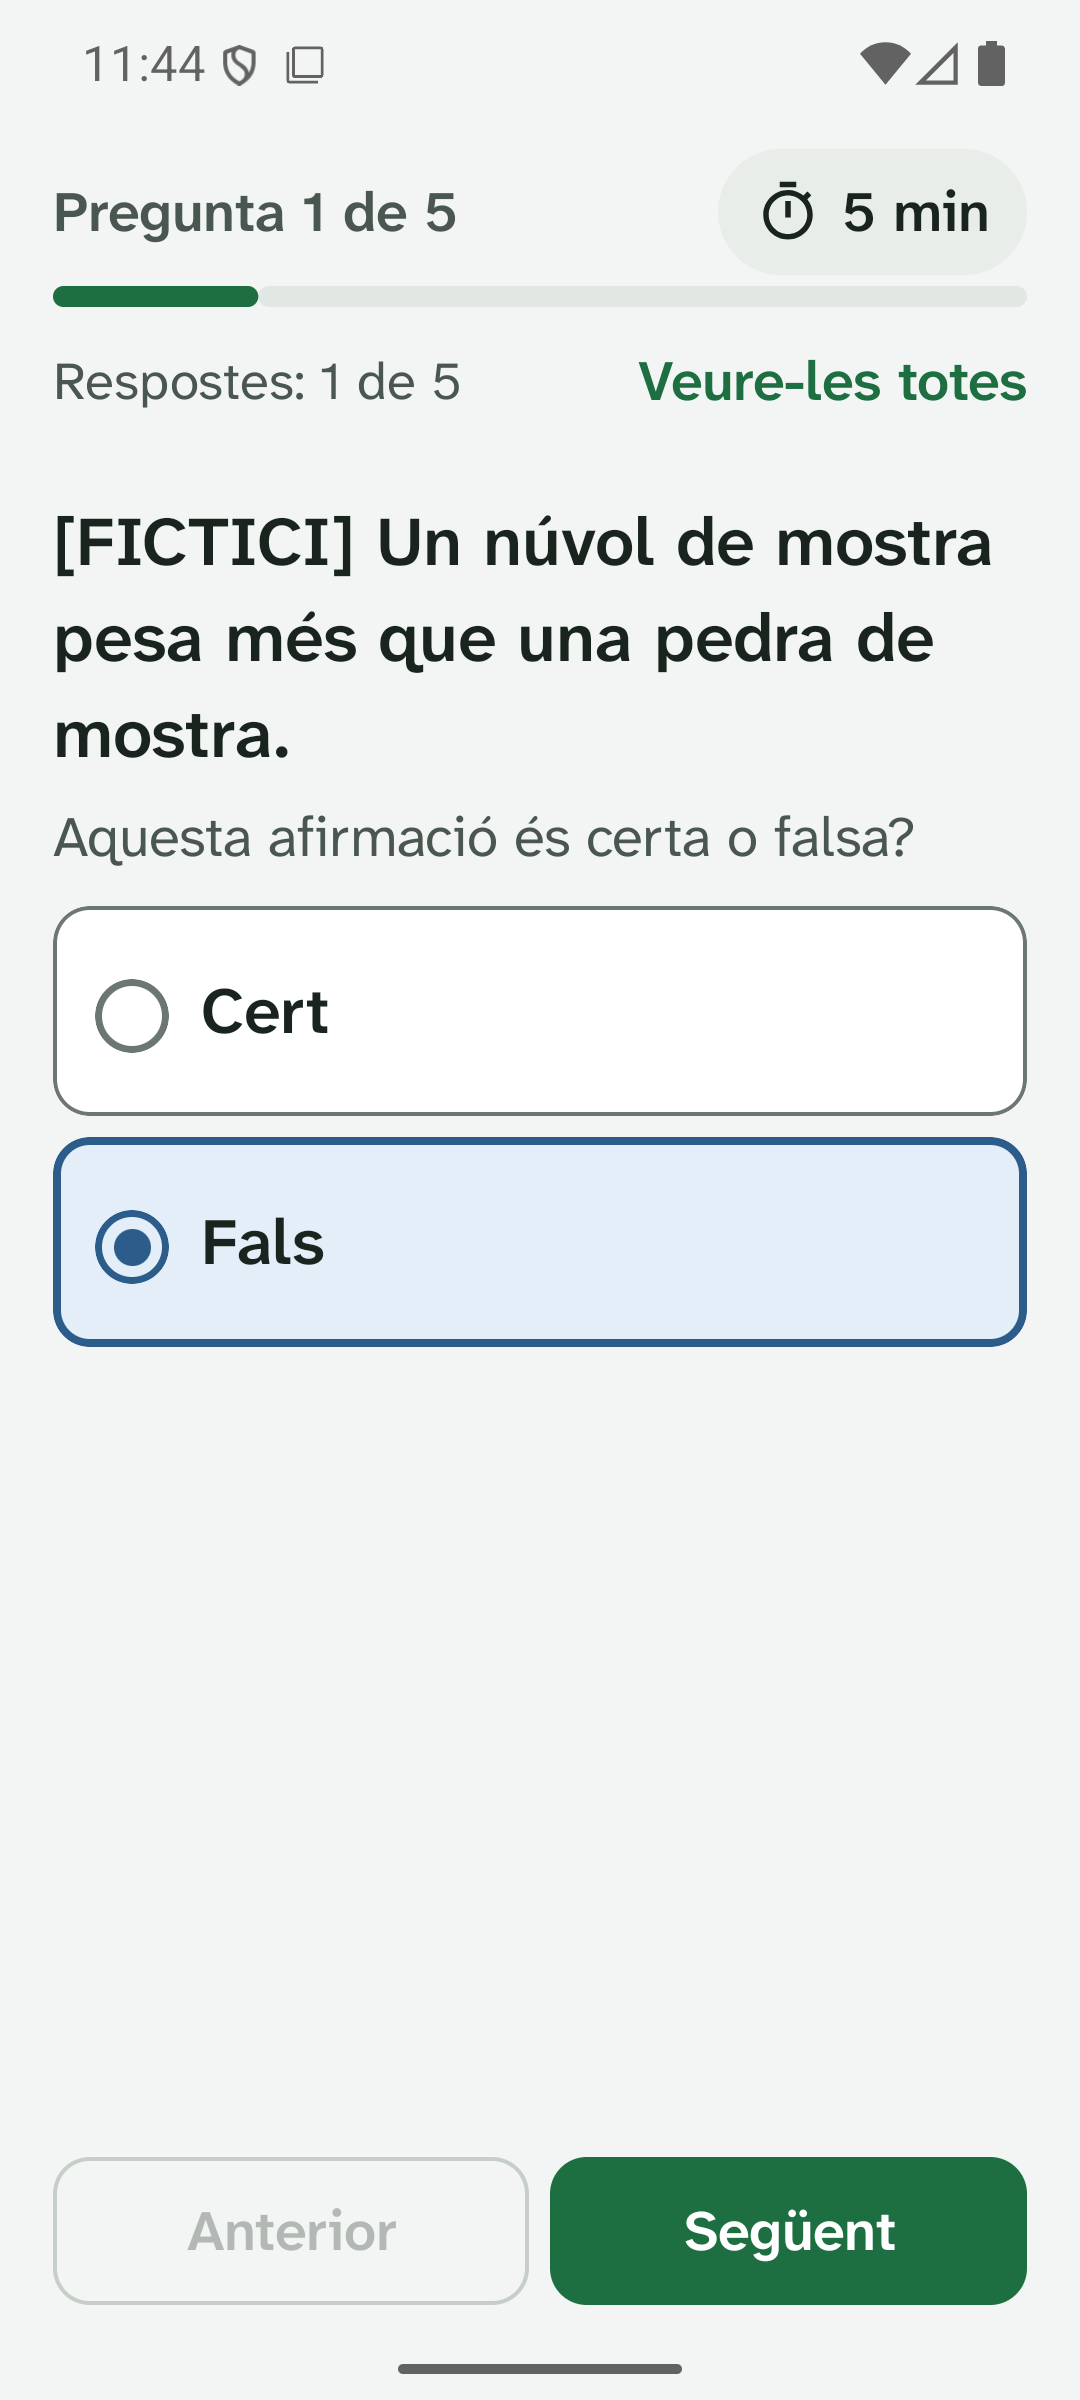 11:44
Pregunta 1 de 5
5 min
Respostes: 1 de 5
Veure-les totes
[FICTICI] Un núvol de mostra
pesa més que una pedra de
mostra.
Aquesta afirmació és certa o falsa?
Cert
Fals
Anterior
Següent